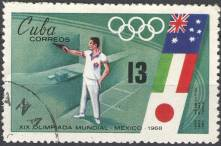 Cuba
CORREOS
13
XIX OLIMPIADA MUNDIAL - MEXICO - 1968